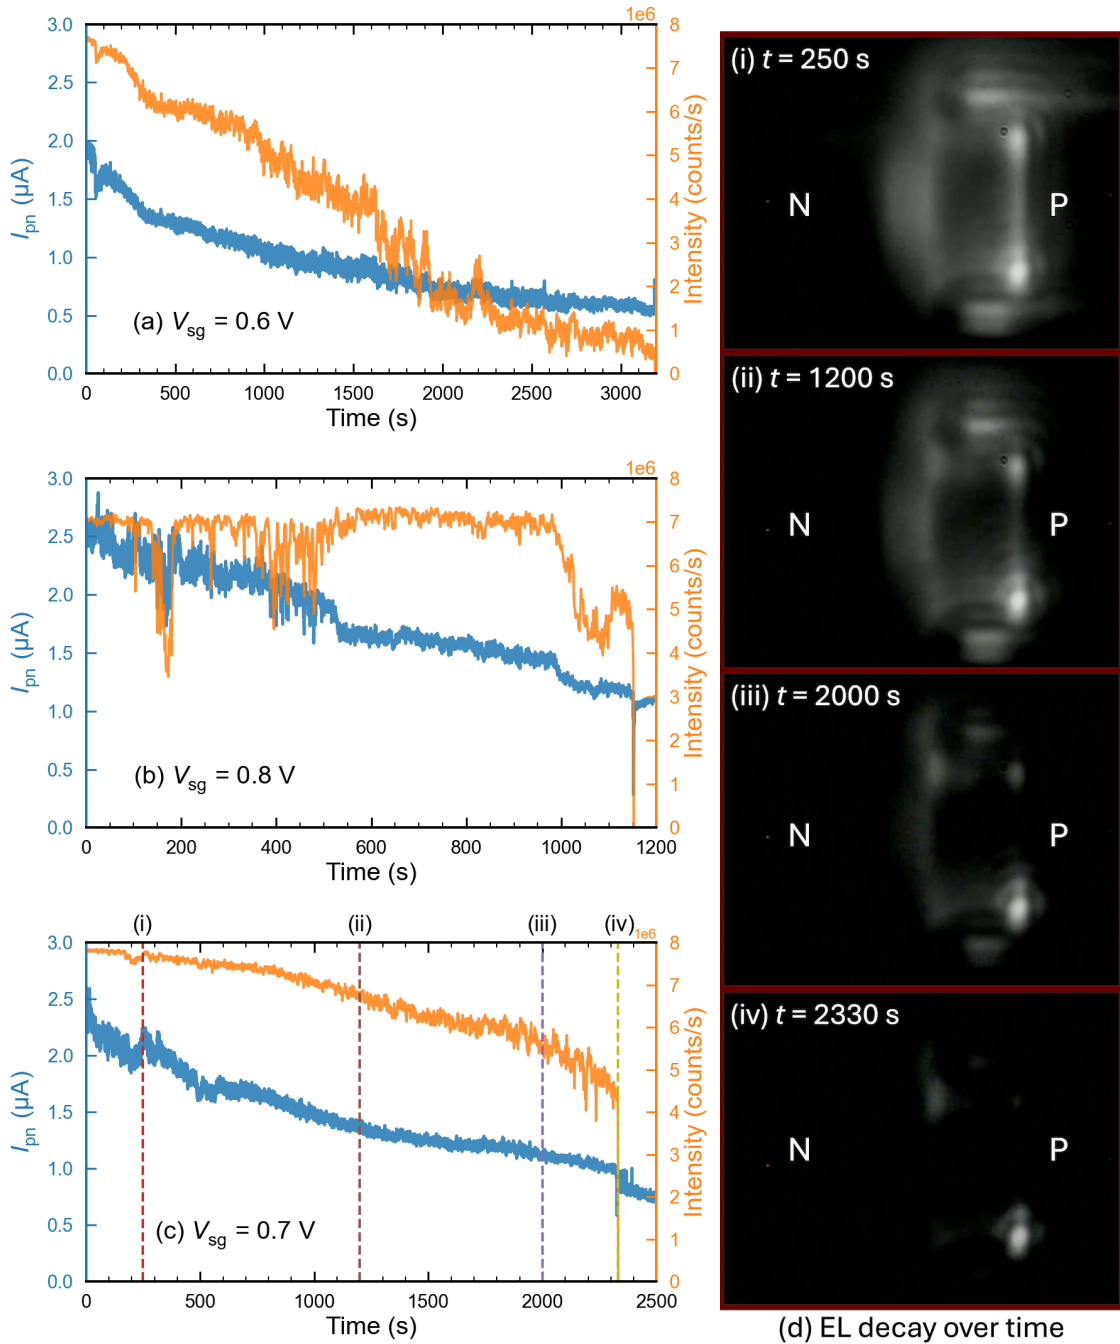 1e6
3.0
2.5
2.0
1.5
1.0
0.5
0.0
I_pn (µA)
8
7
6
5
4
3
2
1
0
Intensity (counts/s)
(a) V_sg = 0.6 V
0 500 1000 1500 2000 2500 3000
Time (s)
1e6
3.0
2.5
2.0
1.5
1.0
0.5
0.0
I_pn (µA)
8
7
6
5
4
3
2
1
0
Intensity (counts/s)
(b) V_sg = 0.8 V
0 200 400 600 800 1000 1200
Time (s)
(i) (ii) (iii) (iv) 1e6
3.0
2.5
2.0
1.5
1.0
0.5
0.0
I_pn (µA)
8
7
6
5
4
3
2
1
0
Intensity (counts/s)
(c) V_sg = 0.7 V
0 500 1000 1500 2000 2500
Time (s)
(i) t = 250 s
N P
(ii) t = 1200 s
N P
(iii) t = 2000 s
N P
(iv) t = 2330 s
N P
(d) EL decay over time